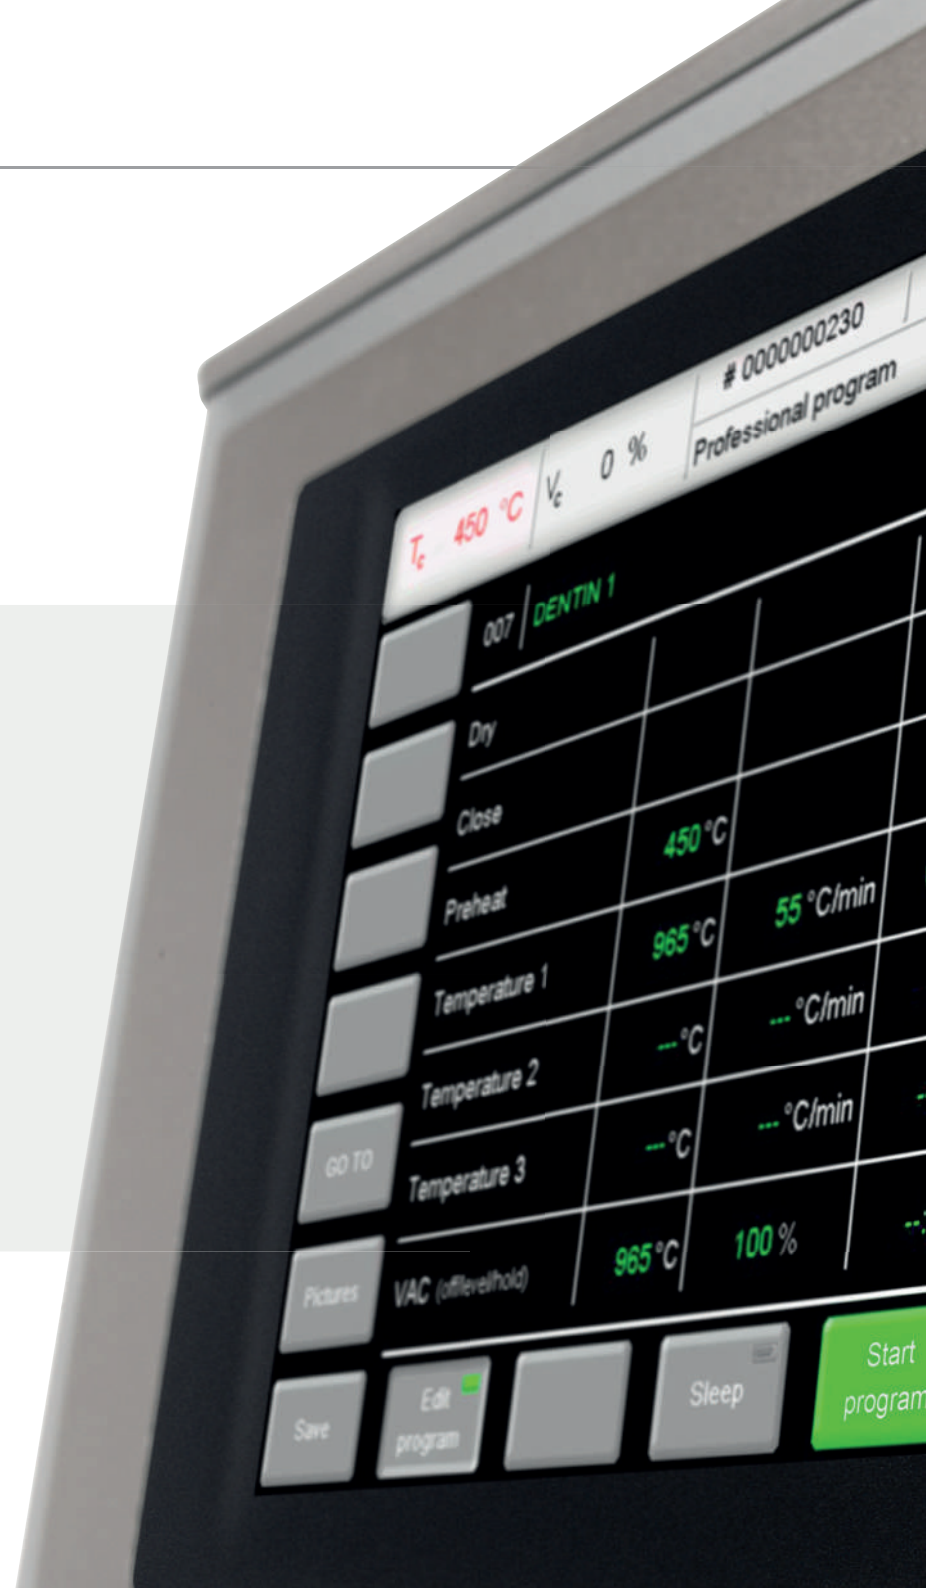 # 0000000230
Tc 450 °C Vc 0 % Professional program
007 DENTIN 1
Dry
Close
Preheat 450 °C
Temperature 1 965 °C 55 °C/min
Temperature 2 --- °C --- °C/min
Temperature 3 --- °C --- °C/min
VAC (off/level/hold) 965 °C 100 %
GO TO
Pictures
Save
Edit
program
Sleep
Start
program